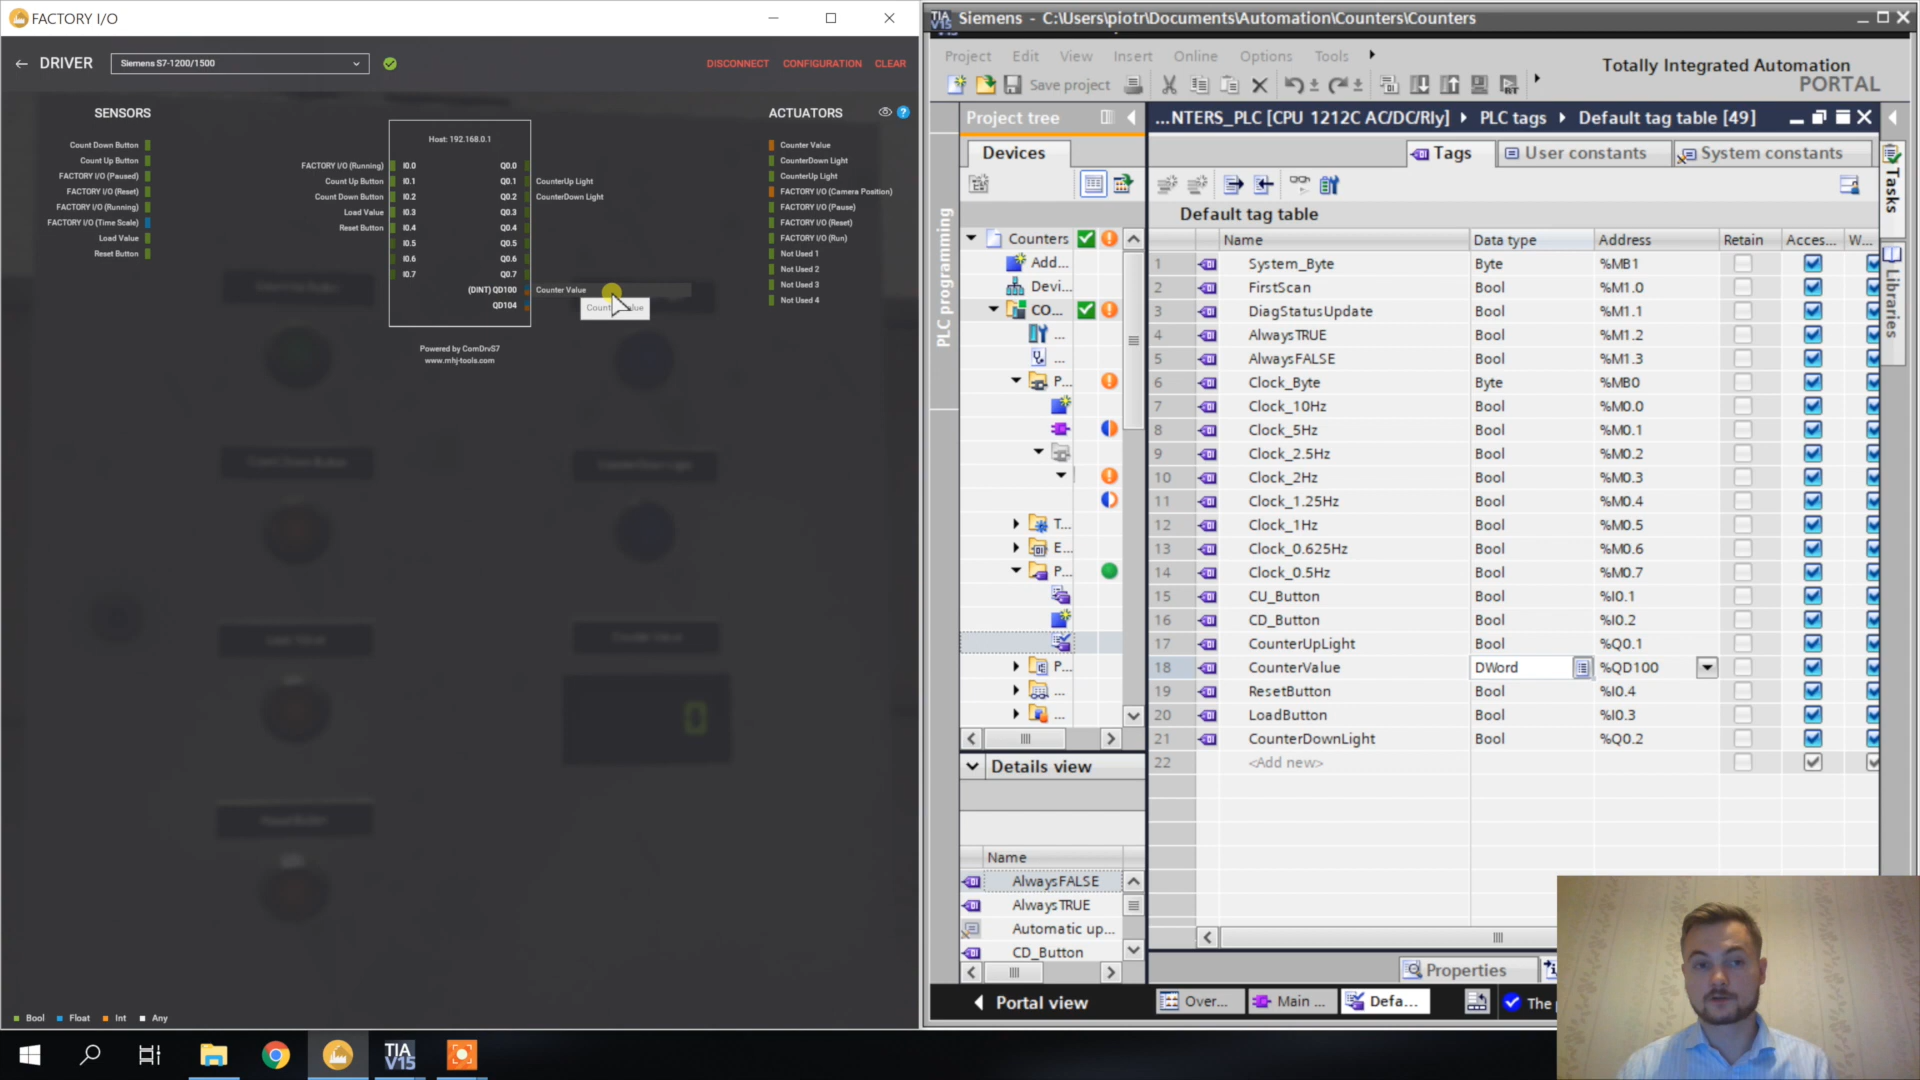 FACTORY I/O
DRIVER
Siemens S7-1200/1500
DISCONNECT
CONFIGURATION
CLEAR
SENSORS
Count Down Button
Count Up Button
FACTORY I/O (Paused)
FACTORY I/O (Reset)
FACTORY I/O (Running)
FACTORY I/O (Time Scale)
Load Value
Reset Button
Host: 192.168.0.1
FACTORY I/O (Running) I0.0 Q0.0
Count Up Button I0.1 Q0.1 CounterUp Light
Count Down Button I0.2 Q0.2 CounterDown Light
Load Value I0.3 Q0.3
Reset Button I0.4 Q0.4
I0.5 Q0.5
I0.6 Q0.6
I0.7 Q0.7
(DINT) QD100 Counter Value
QD104
Powered by ComDrvS7
www.mhj-tools.com
ACTUATORS
Counter Value
CounterDown Light
CounterUp Light
FACTORY I/O (Camera Position)
FACTORY I/O (Pause)
FACTORY I/O (Reset)
FACTORY I/O (Run)
Not Used 1
Not Used 2
Not Used 3
Not Used 4
0
Bool Float Int Any
Siemens - C:\Users\piotr\Documents\Automation\Counters\Counters
Project Edit View Insert Online Options Tools
Save project
Totally Integrated Automation
PORTAL
Project tree
Devices
PLC programming
Counters
Add...
Devi...
CO...
...
...
P...
T...
E...
P...
P...
...
...
Details view
Name
AlwaysFALSE
AlwaysTRUE
Automatic up...
CD_Button
...NTERS_PLC [CPU 1212C AC/DC/Rly] PLC tags Default tag table [49]
Tags User constants System constants
Default tag table
Name Data type Address Retain Acces... W...
1 System_Byte Byte %MB1
2 FirstScan Bool %M1.0
3 DiagStatusUpdate Bool %M1.1
4 AlwaysTRUE Bool %M1.2
5 AlwaysFALSE Bool %M1.3
6 Clock_Byte Byte %MB0
7 Clock_10Hz Bool %M0.0
8 Clock_5Hz Bool %M0.1
9 Clock_2.5Hz Bool %M0.2
10 Clock_2Hz Bool %M0.3
11 Clock_1.25Hz Bool %M0.4
12 Clock_1Hz Bool %M0.5
13 Clock_0.625Hz Bool %M0.6
14 Clock_0.5Hz Bool %M0.7
15 CU_Button Bool %I0.1
16 CD_Button Bool %I0.2
17 CounterUpLight Bool %Q0.1
18 CounterValue DWord %QD100
19 ResetButton Bool %I0.4
20 LoadButton Bool %I0.3
21 CounterDownLight Bool %Q0.2
22 <Add new>
Tasks
Libraries
Properties
Portal view
Over...
Main ...
Defa...
The
TIA
V15